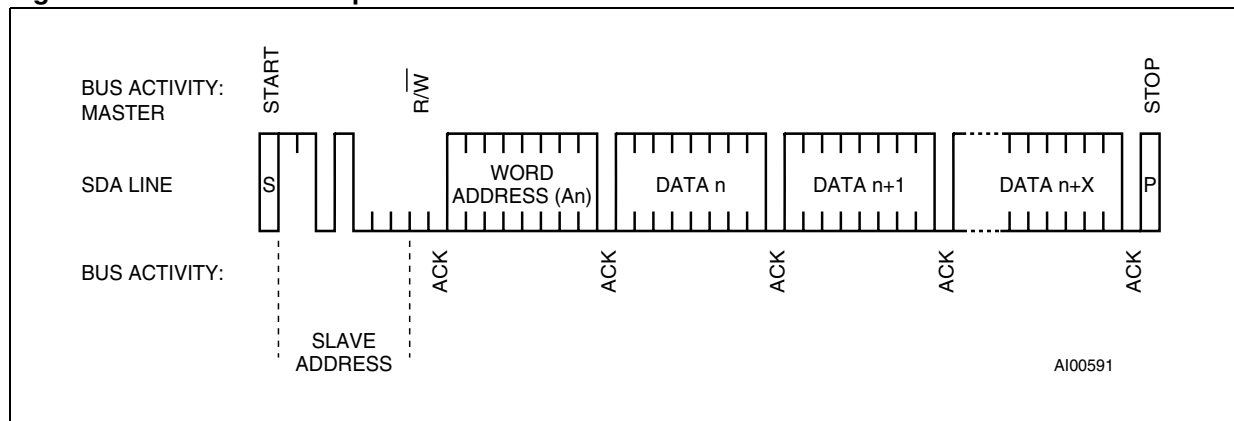 START
R/W
STOP
BUS ACTIVITY:
MASTER
SDA LINE
S
WORD
ADDRESS (An)
DATA n
DATA n+1
DATA n+X
P
BUS ACTIVITY:
ACK
ACK
ACK
ACK
ACK
SLAVE
ADDRESS
AI00591